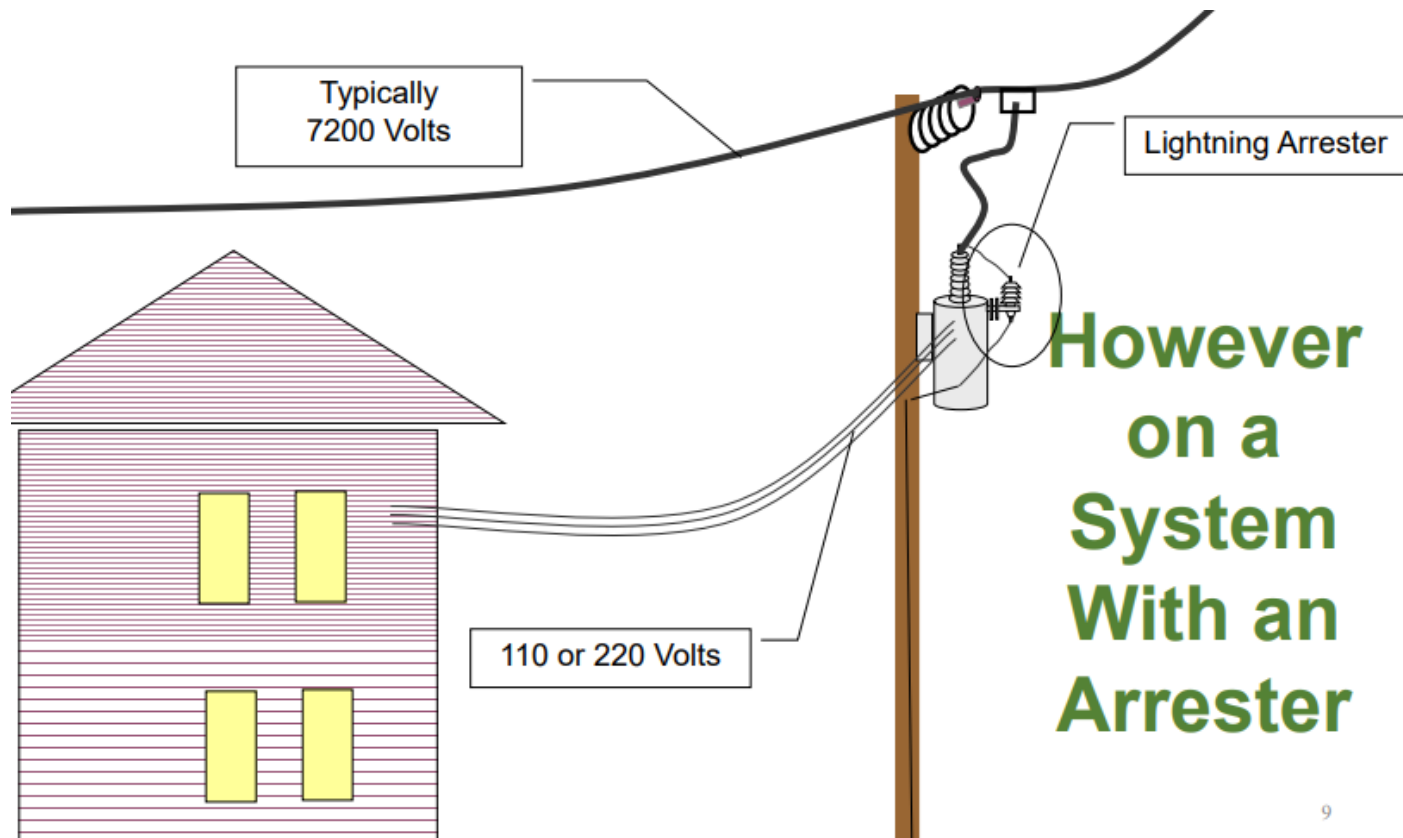 Typically
7200 Volts
Lightning Arrester
However
on a
System
With an
Arrester
110 or 220 Volts
9